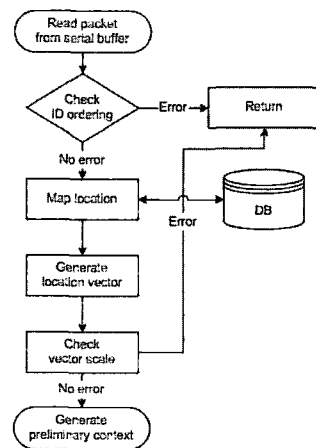 Read packet
from serial buffer
Check
ID ordering
Error
Return
No error
Map location
Error
DB
Generate
location vector
Check
vector scale
No error
Generate
preliminary context